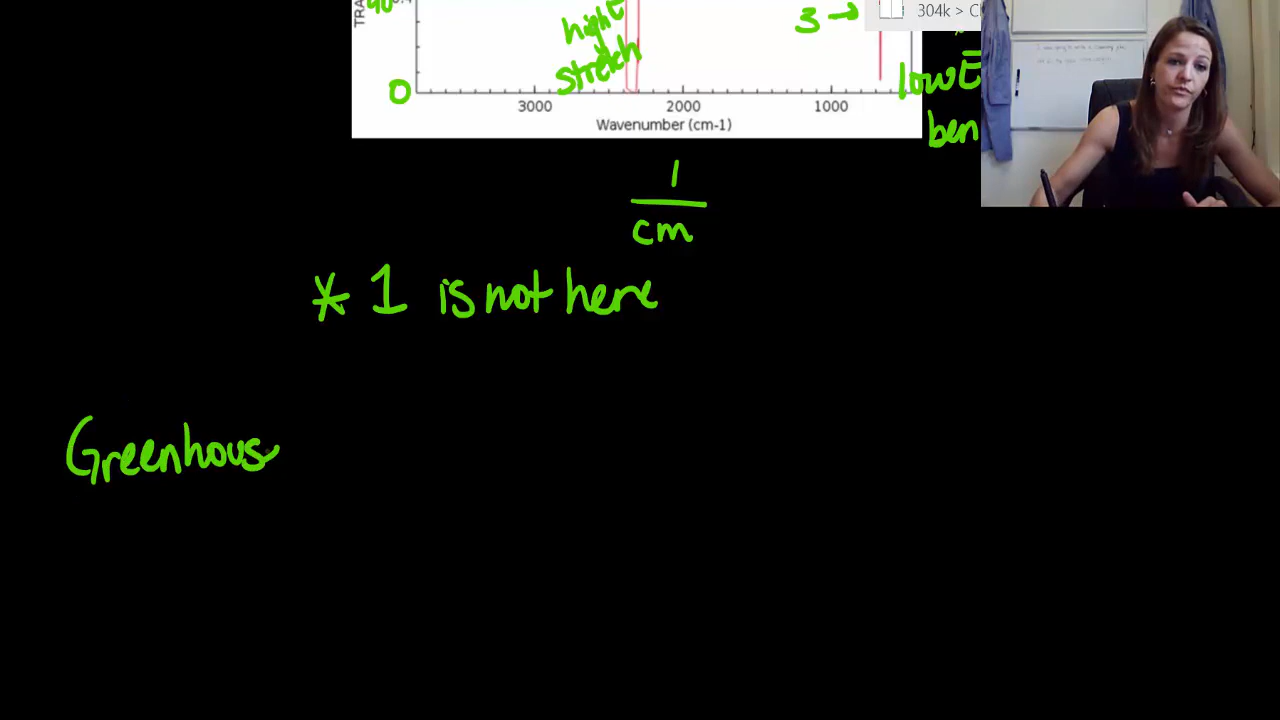 TRA
high E
stretch
3 →
304k > C
low E
ben
0
3000 2000 1000
Wavenumber (cm-1)
1
cm
* 1 is not here
Greenhous